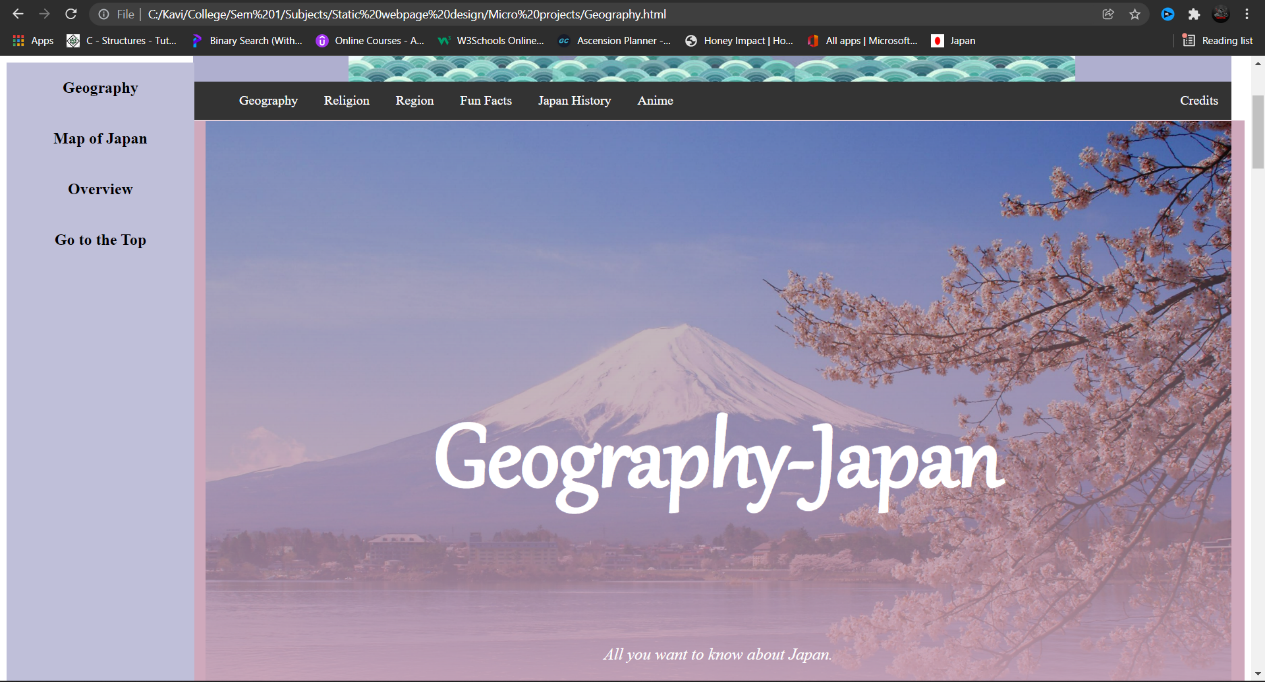 File | C:/Kavi/College/Sem%201/Subjects/Static%20webpage%20design/Micro%20projects/Geography.html
Apps C - Structures - Tut... Binary Search (With... Online Courses - A... W3Schools Online... Ascension Planner -... Honey Impact | Ho... All apps | Microsoft... Japan Reading list
Geography Religion Region Fun Facts Japan History Anime Credits
Geography
Map of Japan
Overview
Go to the Top
Geography-Japan
All you want to know about Japan.